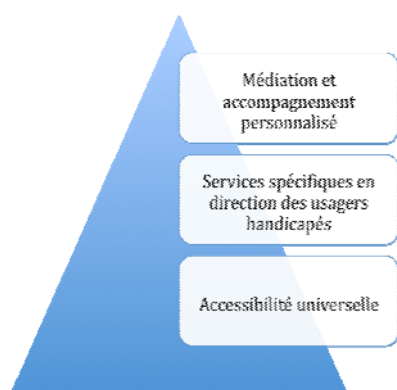 Médiation et
accompagnement
personnalisé
Services spécifiques en
direction des usagers
handicapés
Accessibilité universelle